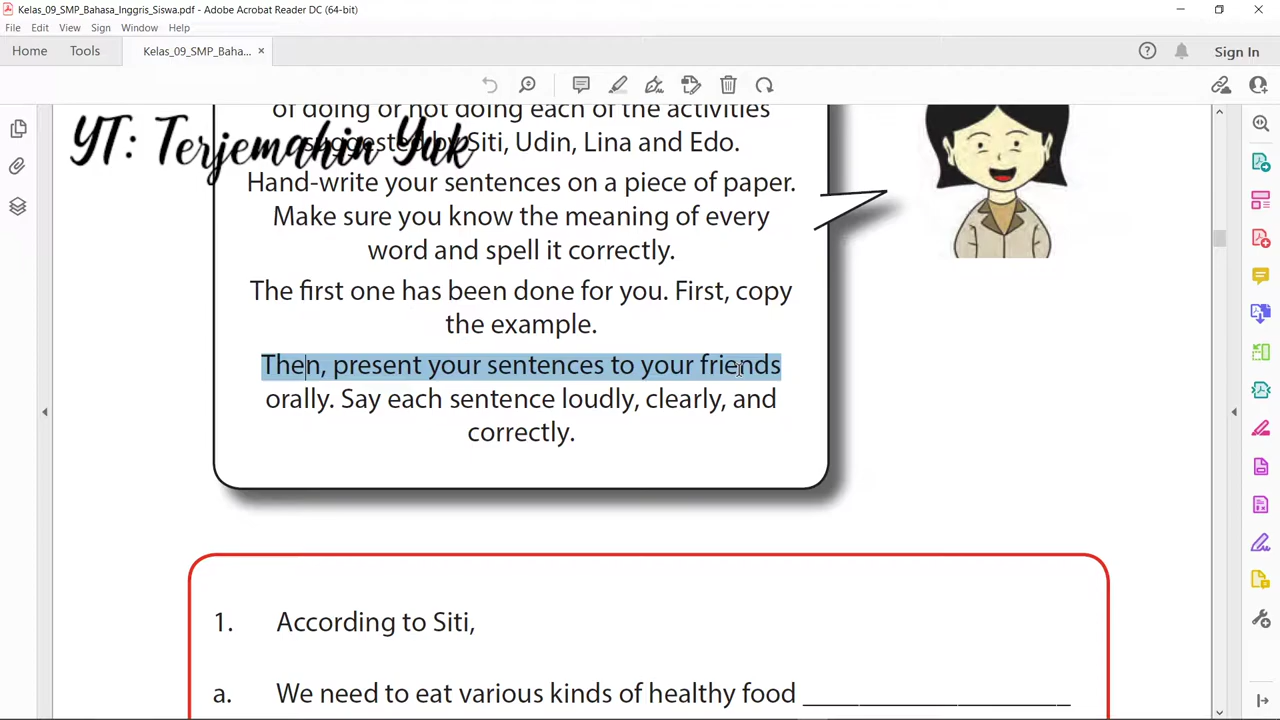 Kelas_09_SMP_Bahasa_Inggris_Siswa.pdf - Adobe Acrobat Reader DC (64-bit)
File Edit View Sign Window Help
Home Tools Kelas_09_SMP_Baha... × Sign In
of doing or not doing each of the activities
YT: Terjemahin Yuk
suggested by Siti, Udin, Lina and Edo.
Hand-write your sentences on a piece of paper.
Make sure you know the meaning of every
word and spell it correctly.
The first one has been done for you. First, copy
the example.
Then, present your sentences to your friends
orally. Say each sentence loudly, clearly, and
correctly.
1. According to Siti,
a. We need to eat various kinds of healthy food ____________________